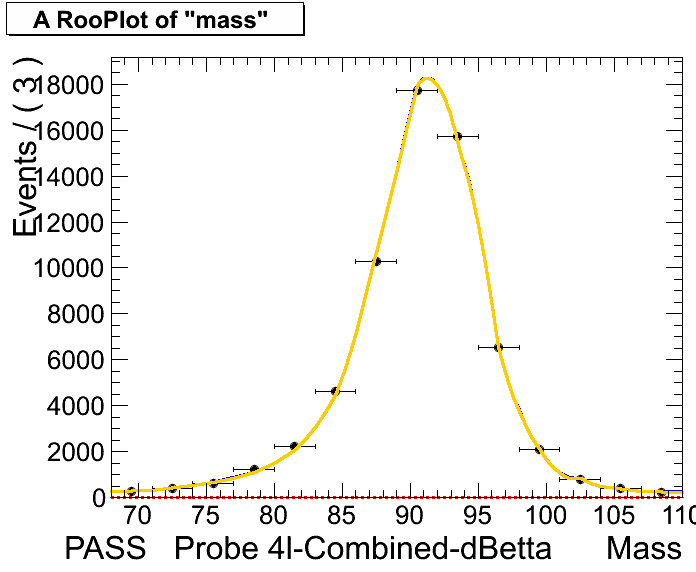 A RooPlot of "mass"
Events / ( 3 )
18000
16000
14000
12000
10000
8000
6000
4000
2000
0
70 75 80 85 90 95 100 105 110
PASS Probe 4l-Combined-dBetta Mass